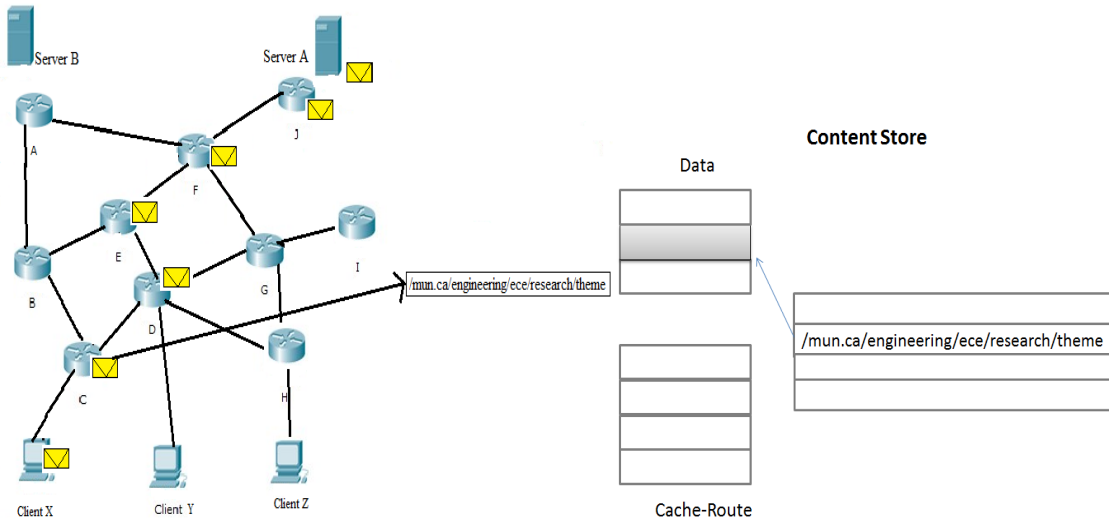 Server B
Server A
A
J
F
E
B
G
I
D
C
H
Client X
Client Y
Client Z
/mun.ca/engineering/ece/research/theme
Content Store
Data
/mun.ca/engineering/ece/research/theme
Cache-Route